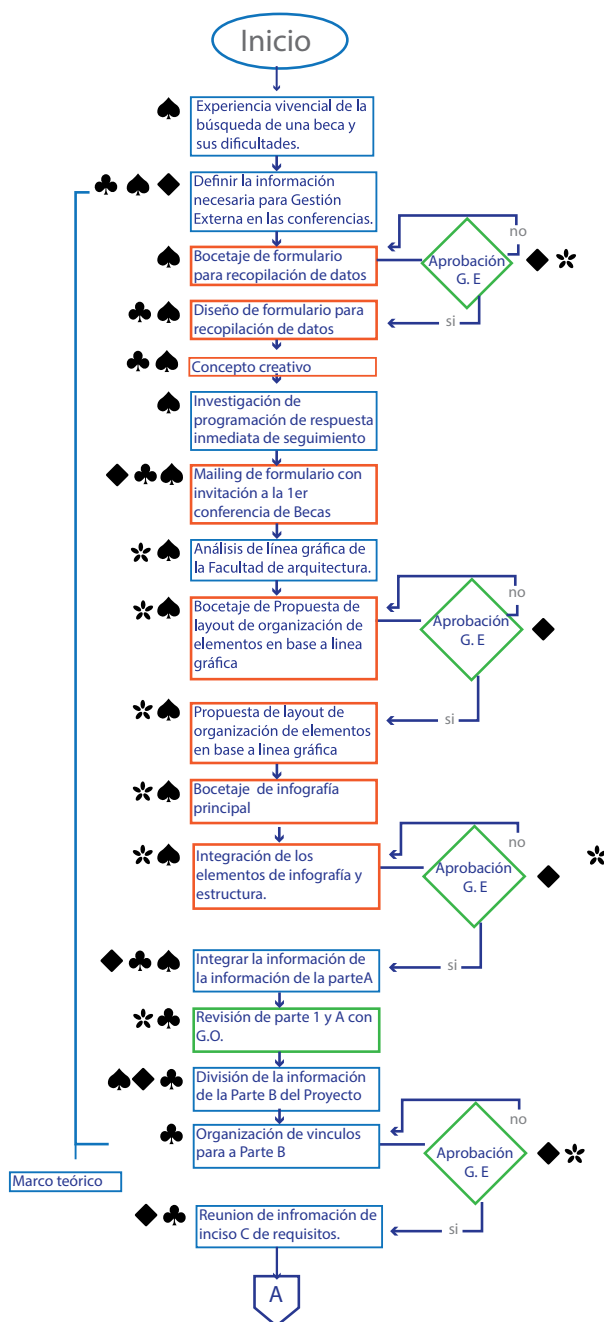 Inicio
Experiencia vivencial de la
búsqueda de una beca y
sus dificultades.
Definir la información
necesaria para Gestión
Externa en las conferencias.
no
Bocetaje de formulario
para recopilación de datos
Aprobación
G. E
Diseño de formulario para
recopilación de datos
si
Concepto creativo
Investigación de
programación de respuesta
inmediata de seguimiento
Mailing de formulario con
invitación a la 1er
conferencia de Becas
Análisis de línea gráfica de
la Facultad de arquitectura.
no
Bocetaje de Propuesta de
layout de organización de
elementos en base a linea
gráfica
Aprobación
G. E
Propuesta de layout de
organización de elementos
en base a linea gráfica
si
Bocetaje de infografía
principal
no
Integración de los
elementos de infografía y
estructura.
Aprobación
G. E
Integrar la información de
la información de la parteA
si
Revisión de parte 1 y A con
G.O.
División de la información
de la Parte B del Proyecto
no
Organización de vinculos
para a Parte B
Aprobación
G. E
Marco teórico
Reunion de infromación de
inciso C de requisitos.
si
A